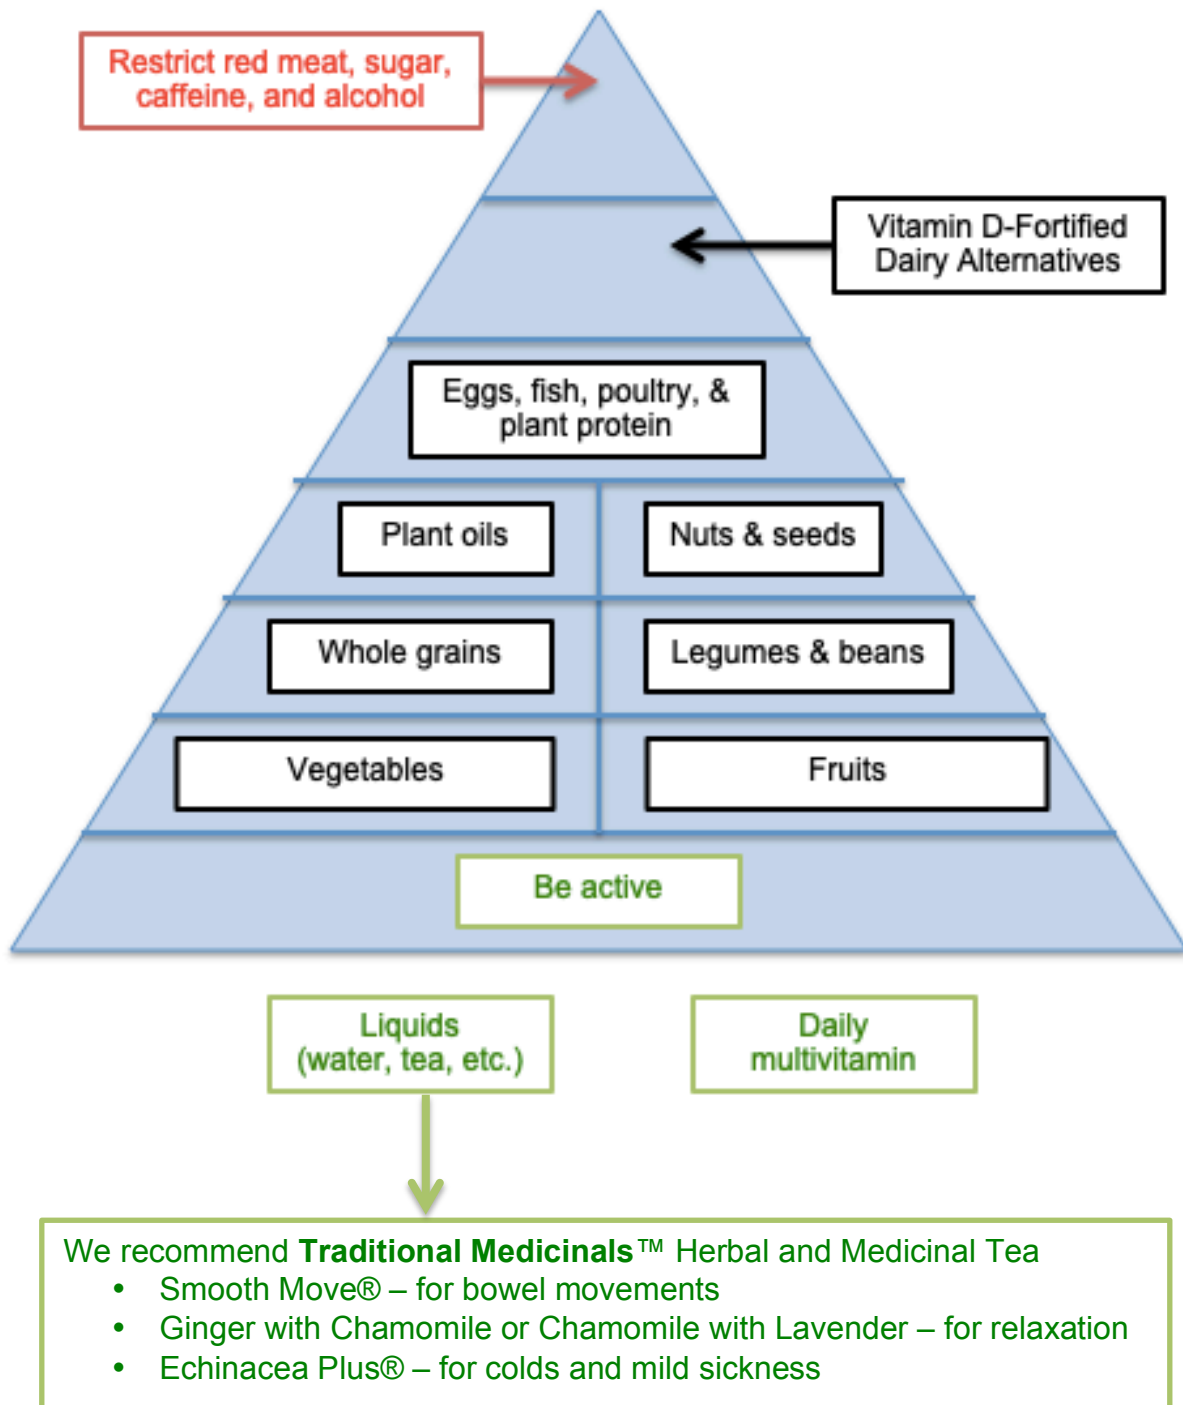 Restrict red meat, sugar,
caffeine, and alcohol
Vitamin D-Fortified
Dairy Alternatives
Eggs, fish, poultry, &
plant protein
Plant oils
Nuts & seeds
Whole grains
Legumes & beans
Vegetables
Fruits
Be active
Liquids
(water, tea, etc.)
Daily
multivitamin
We recommend Traditional Medicinals™ Herbal and Medicinal Tea
• Smooth Move® – for bowel movements
• Ginger with Chamomile or Chamomile with Lavender – for relaxation
• Echinacea Plus® – for colds and mild sickness